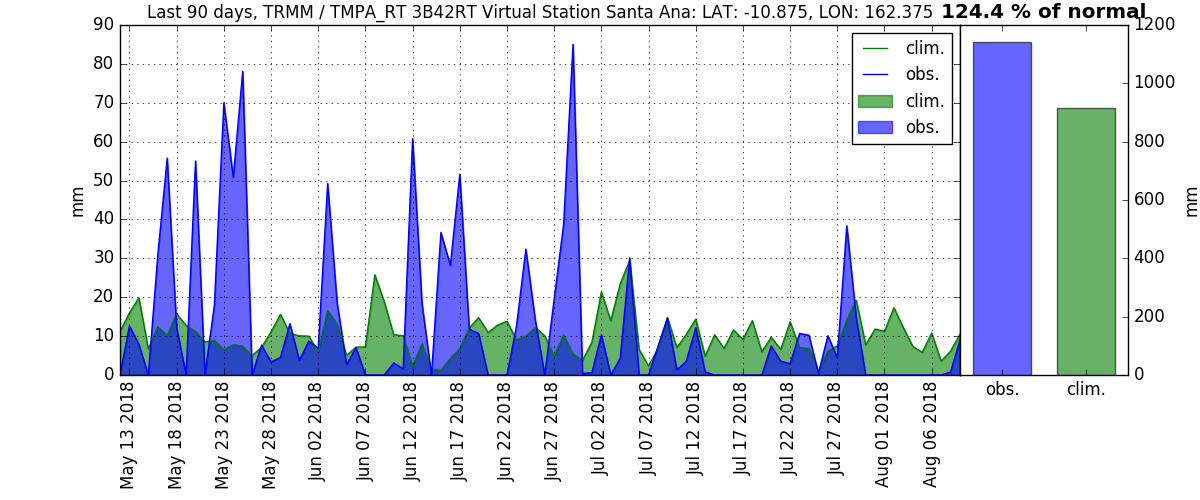 Last 90 days, TRMM / TMPA_RT 3B42RT Virtual Station Santa Ana: LAT: -10.875, LON: 162.375 124.4 % of normal
90
80
70
60
50
40
30
20
10
0
mm
clim.
obs.
clim.
obs.
May 13 2018
May 18 2018
May 23 2018
May 28 2018
Jun 02 2018
Jun 07 2018
Jun 12 2018
Jun 17 2018
Jun 22 2018
Jun 27 2018
Jul 02 2018
Jul 07 2018
Jul 12 2018
Jul 17 2018
Jul 22 2018
Jul 27 2018
Aug 01 2018
Aug 06 2018
1200
1000
800
600
400
200
0
mm
obs.
clim.